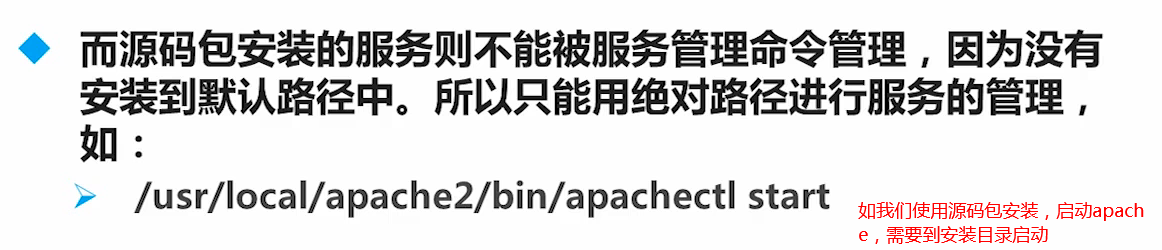 而源码包安装的服务则不能被服务管理命令管理，因为没有
安装到默认路径中。所以只能用绝对路径进行服务的管理，
如：
/usr/local/apache2/bin/apachectl start
如我们使用源码包安装，启动apach
e，需要到安装目录启动